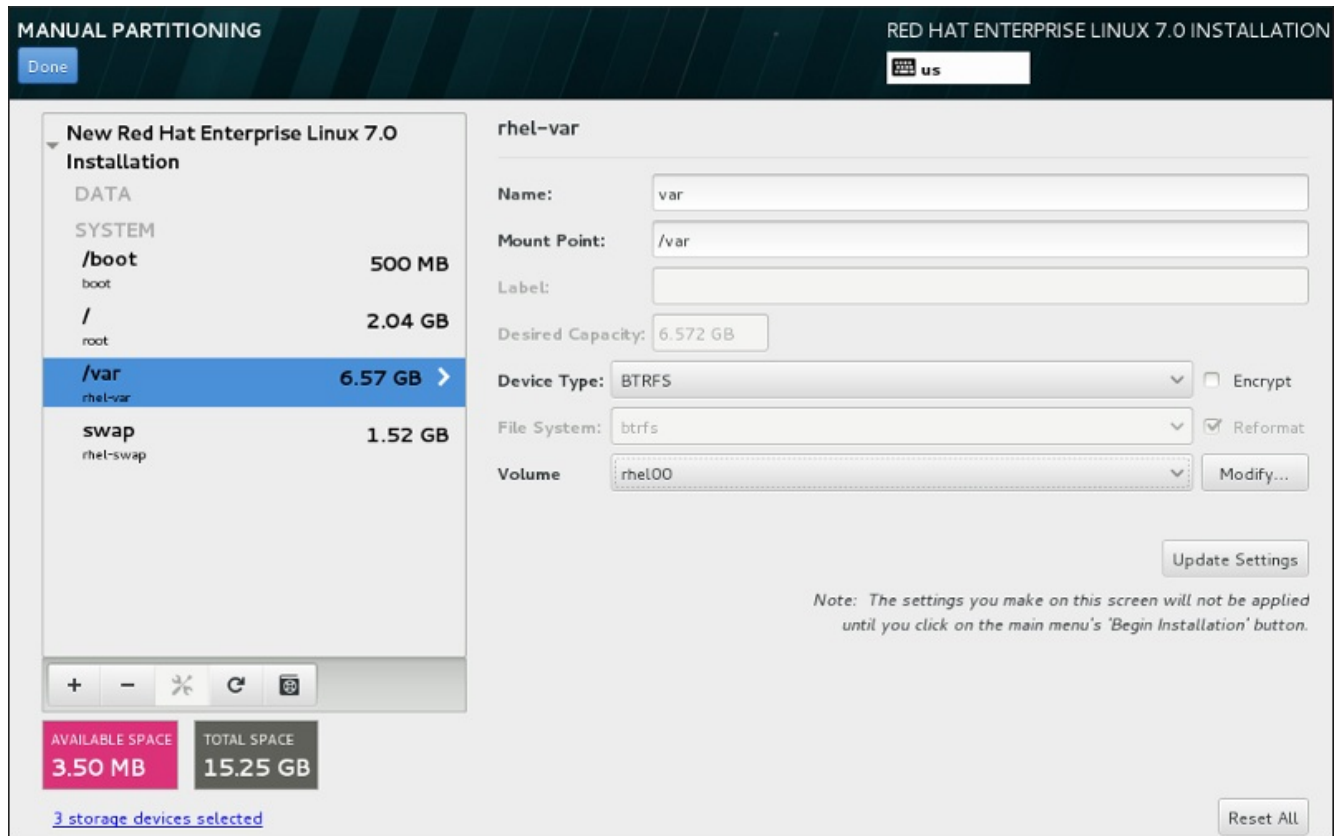 MANUAL PARTITIONING
RED HAT ENTERPRISE LINUX 7.0 INSTALLATION
Done
us
New Red Hat Enterprise Linux 7.0
Installation
DATA
SYSTEM
/boot
500 MB
boot
/
2.04 GB
root
/var
6.57 GB
rhel-var
swap
1.52 GB
rhel-swap
AVAILABLE SPACE
3.50 MB
TOTAL SPACE
15.25 GB
3 storage devices selected
rhel-var
Name: var
Mount Point: /var
Label:
Desired Capacity: 6.572 GB
Device Type: BTRFS Encrypt
File System: btrfs Reformat
Volume rhel00 Modify...
Update Settings
Note: The settings you make on this screen will not be applied
until you click on the main menu's 'Begin Installation' button.
Reset All